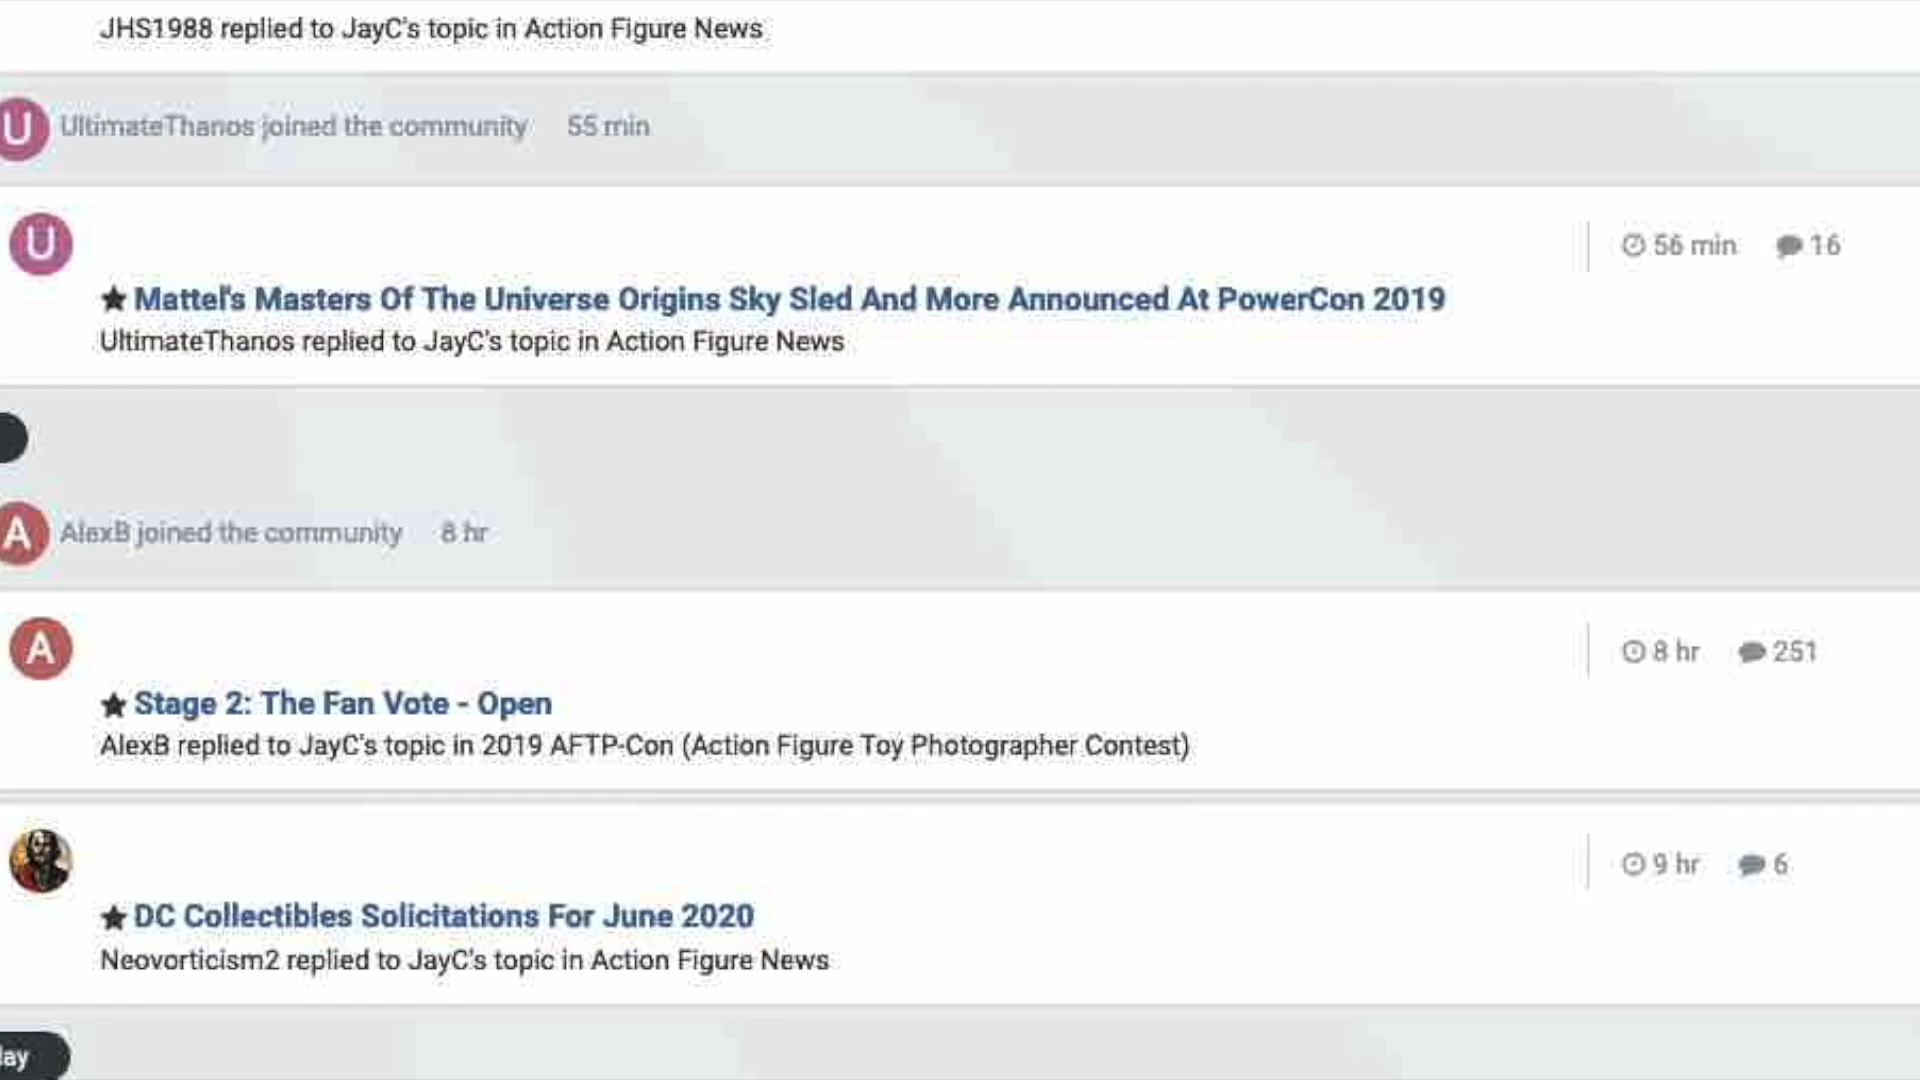 JHS1988 replied to JayC's topic in Action Figure News
U UltimateThanos joined the community 55 min
U
56 min 16
Mattel's Masters Of The Universe Origins Sky Sled And More Announced At PowerCon 2019
UltimateThanos replied to JayC's topic in Action Figure News
A AlexB joined the community 8 hr
A
8 hr 251
Stage 2: The Fan Vote - Open
AlexB replied to JayC's topic in 2019 AFTP-Con (Action Figure Toy Photographer Contest)
9 hr 6
DC Collectibles Solicitations For June 2020
Neovorticism2 replied to JayC's topic in Action Figure News